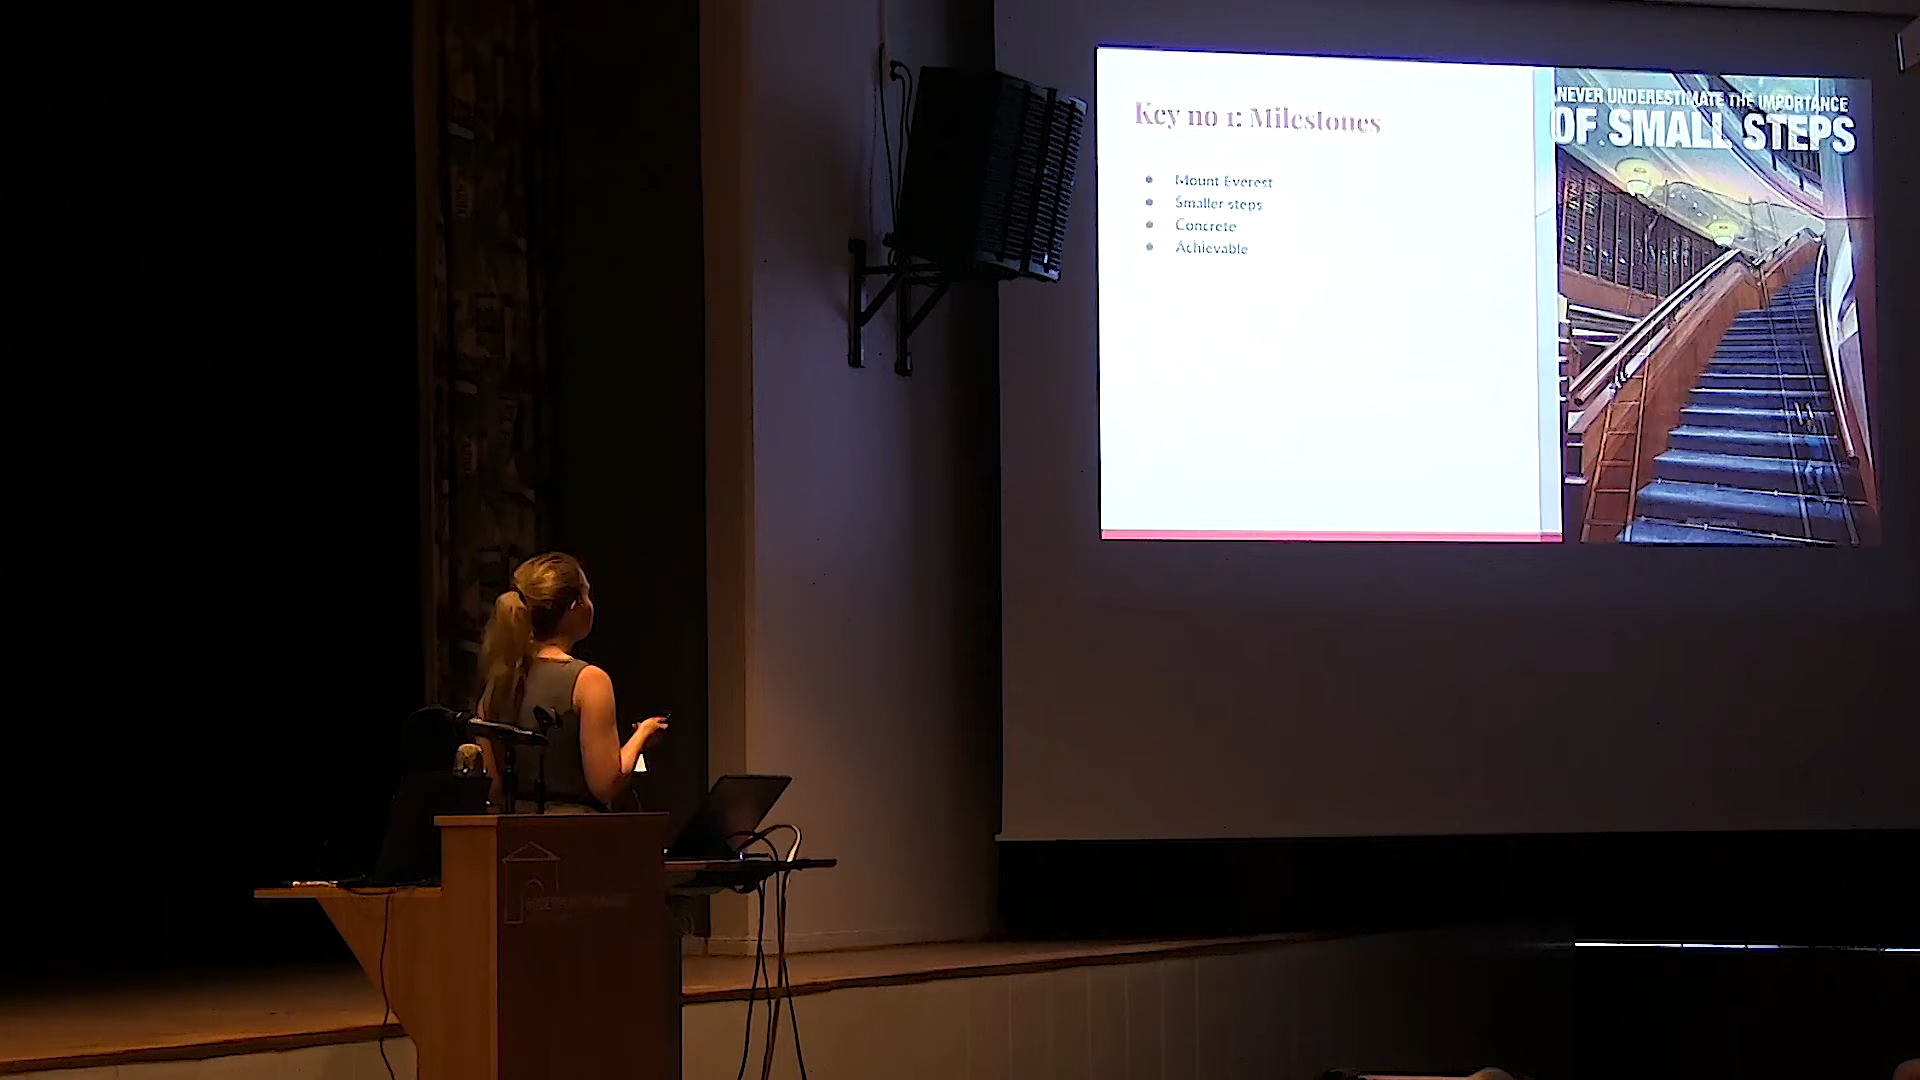 Key no 1: Milestones
Mount Everest
Smaller steps
Concrete
Achievable
NEVER UNDERESTIMATE THE IMPORTANCE
OF SMALL STEPS